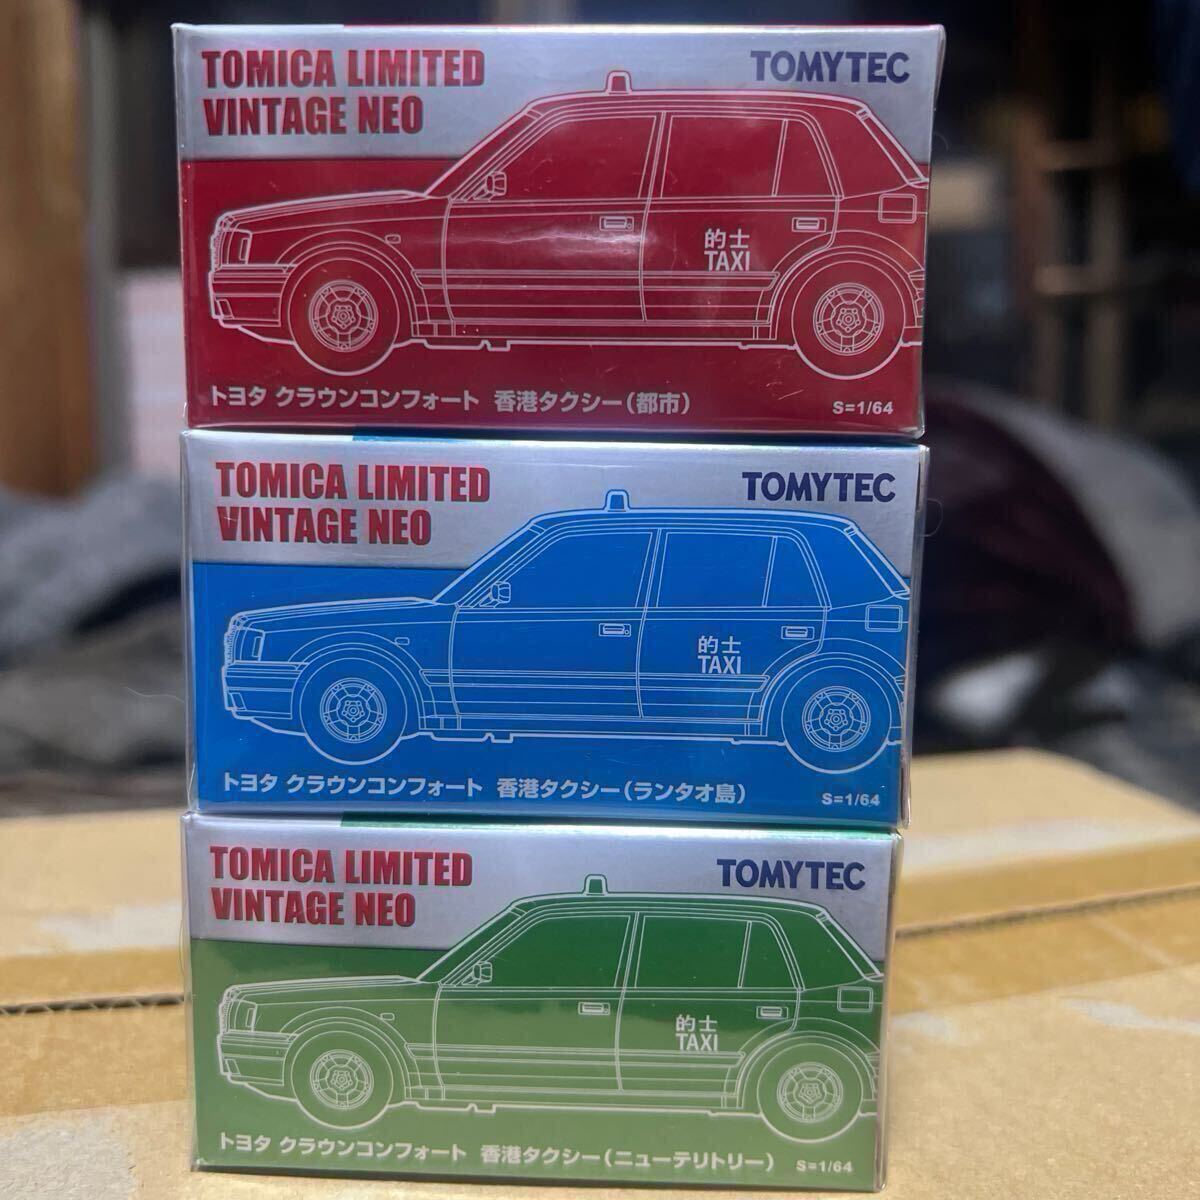 TOMICA LIMITED
VINTAGE NEO
TOMYTEC
的士
TAXI
トヨタ クラウンコンフォート 香港タクシー(都市)
S=1/64
TOMICA LIMITED
VINTAGE NEO
TOMYTEC
的士
TAXI
トヨタ クラウンコンフォート 香港タクシー(ランタオ島)
S=1/64
TOMICA LIMITED
VINTAGE NEO
TOMYTEC
的士
TAXI
トヨタ クラウンコンフォート 香港タクシー(ニューテリトリー)
S=1/64